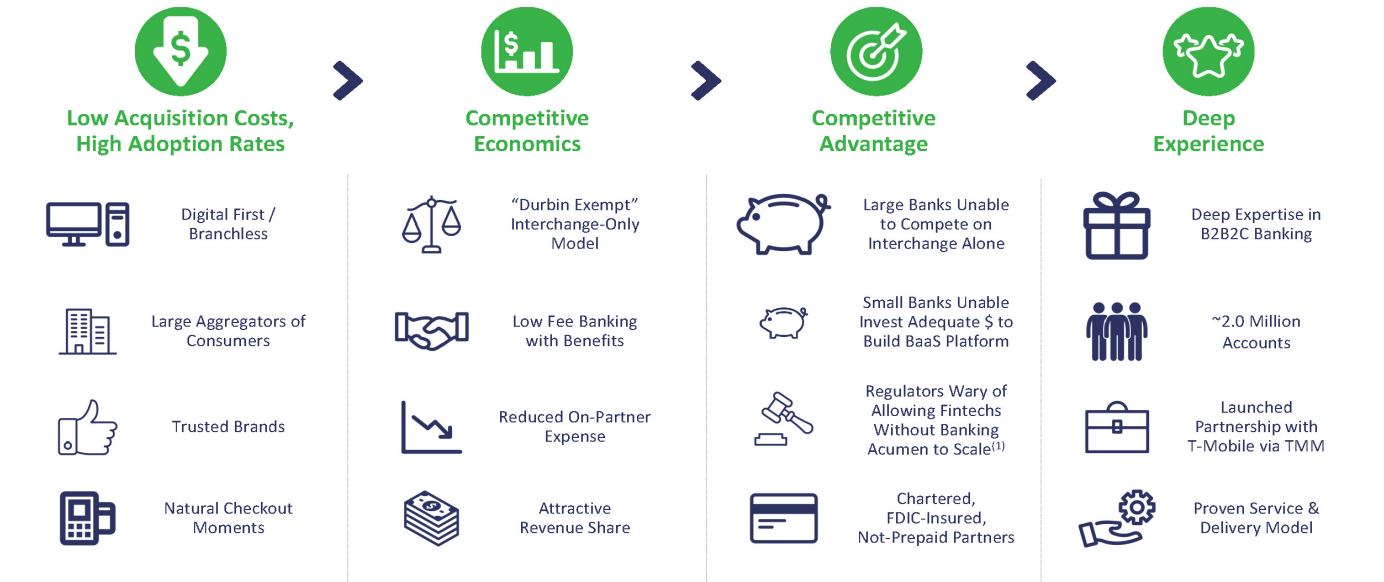 Low Acquisition Costs,
High Adoption Rates
Competitive
Economics
Competitive
Advantage
Deep
Experience
Digital First /
Branchless
Large Aggregators of
Consumers
Trusted Brands
Natural Checkout
Moments
“Durbin Exempt”
Interchange-Only
Model
Low Fee Banking
with Benefits
Reduced On-Partner
Expense
Attractive
Revenue Share
Large Banks Unable
to Compete on
Interchange Alone
Small Banks Unable
Invest Adequate $ to
Build BaaS Platform
Regulators Wary of
Allowing Fintechs
Without Banking
Acumen to Scale(1)
Chartered,
FDIC-Insured,
Not-Prepaid Partners
Deep Expertise in
B2B2C Banking
~2.0 Million
Accounts
Launched
Partnership with
T-Mobile via TMM
Proven Service &
Delivery Model